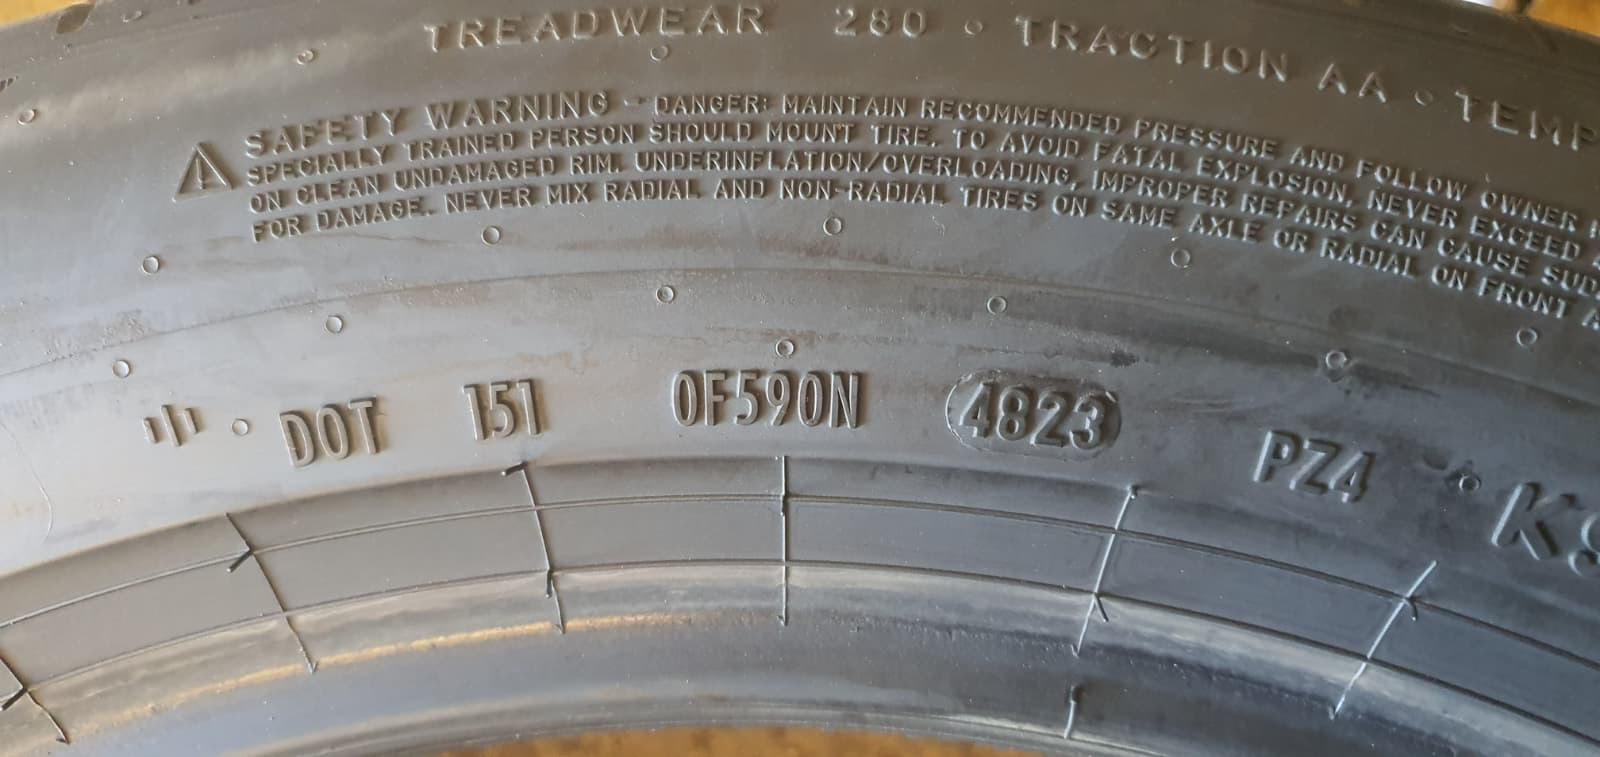 TREADWEAR 280 • TRACTION AA • TEMP
SAFETY WARNING - DANGER: MAINTAIN RECOMMENDED PRESSURE AND FOLLOW OWNER
SPECIALLY TRAINED PERSON SHOULD MOUNT TIRE. TO AVOID FATAL EXPLOSION, NEVER EXCEED
ON CLEAN UNDAMAGED RIM. UNDERINFLATION/OVERLOADING, IMPROPER REPAIRS CAN CAUSE SUD
FOR DAMAGE. NEVER MIX RADIAL AND NON-RADIAL TIRES ON SAME AXLE OR RADIAL ON FRONT A
DOT 151 0F590N 4823 PZ4 K